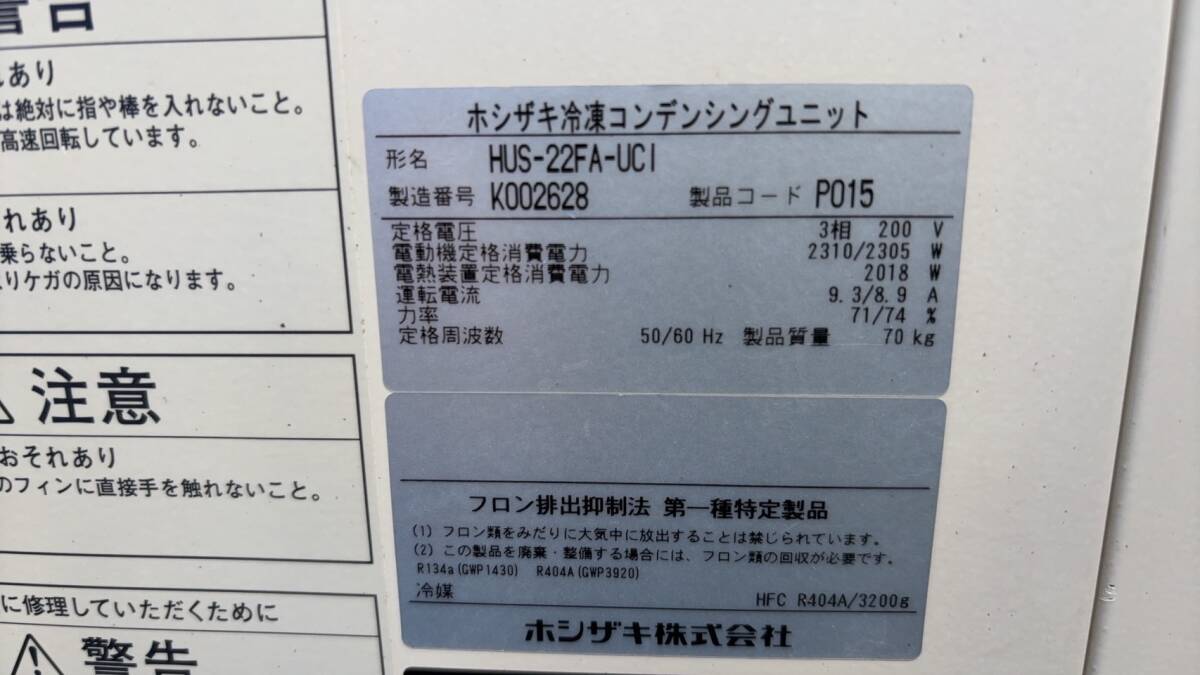 警告
れあり
は絶対に指や棒を入れないこと。
高速回転しています。
れあり
乗らないこと。
りケガの原因になります。
注意
おそれあり
のフィンに直接手を触れないこと。
に修理していただくために
警告
ホシザキ冷凍コンデンシングユニット
形名 HUS-22FA-UCI
製造番号 K002628 製品コード P015
定格電圧 3相 200 V
電動機定格消費電力 2310/2305 W
電熱装置定格消費電力 2018 W
運転電流 9.3/8.9 A
力率 71/74 %
定格周波数 50/60 Hz 製品質量 70 kg
フロン排出抑制法 第一種特定製品
(1) フロン類をみだりに大気中に放出することは禁じられています。
(2) この製品を廃棄・整備する場合には、フロン類の回収が必要です。
R134a(GWP1430) R404A(GWP3920)
冷媒 HFC R404A/3200g
ホシザキ株式会社